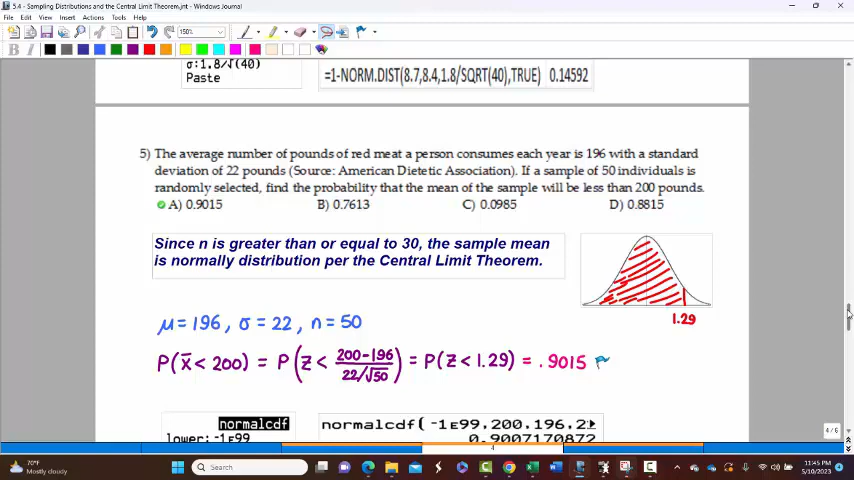 5.4 - Sampling Distributions and the Central Limit Theorem.jnt - Windows Journal
File Edit View Insert Actions Tools Help
150%
B I
σ:1.8/√(40)
Paste
=1-NORM.DIST(8.7,8.4,1.8/SQRT(40),TRUE) 0.14592
5) The average number of pounds of red meat a person consumes each year is 196 with a standard
deviation of 22 pounds (Source: American Dietetic Association). If a sample of 50 individuals is
randomly selected, find the probability that the mean of the sample will be less than 200 pounds.
A) 0.9015 B) 0.7613 C) 0.0985 D) 0.8815
Since n is greater than or equal to 30, the sample mean
is normally distribution per the Central Limit Theorem.
1.29
μ = 196 , σ = 22 , n = 50
P(x̄ < 200) = P(z < (200-196)/(22/√50)) = P(z < 1.29) = .9015
normalcdf
lower:-1E99
normalcdf(-1E99,200,196,2
0.9007170872
4/6
4
70°F
Mostly cloudy
Search
11:45 PM
5/10/2023